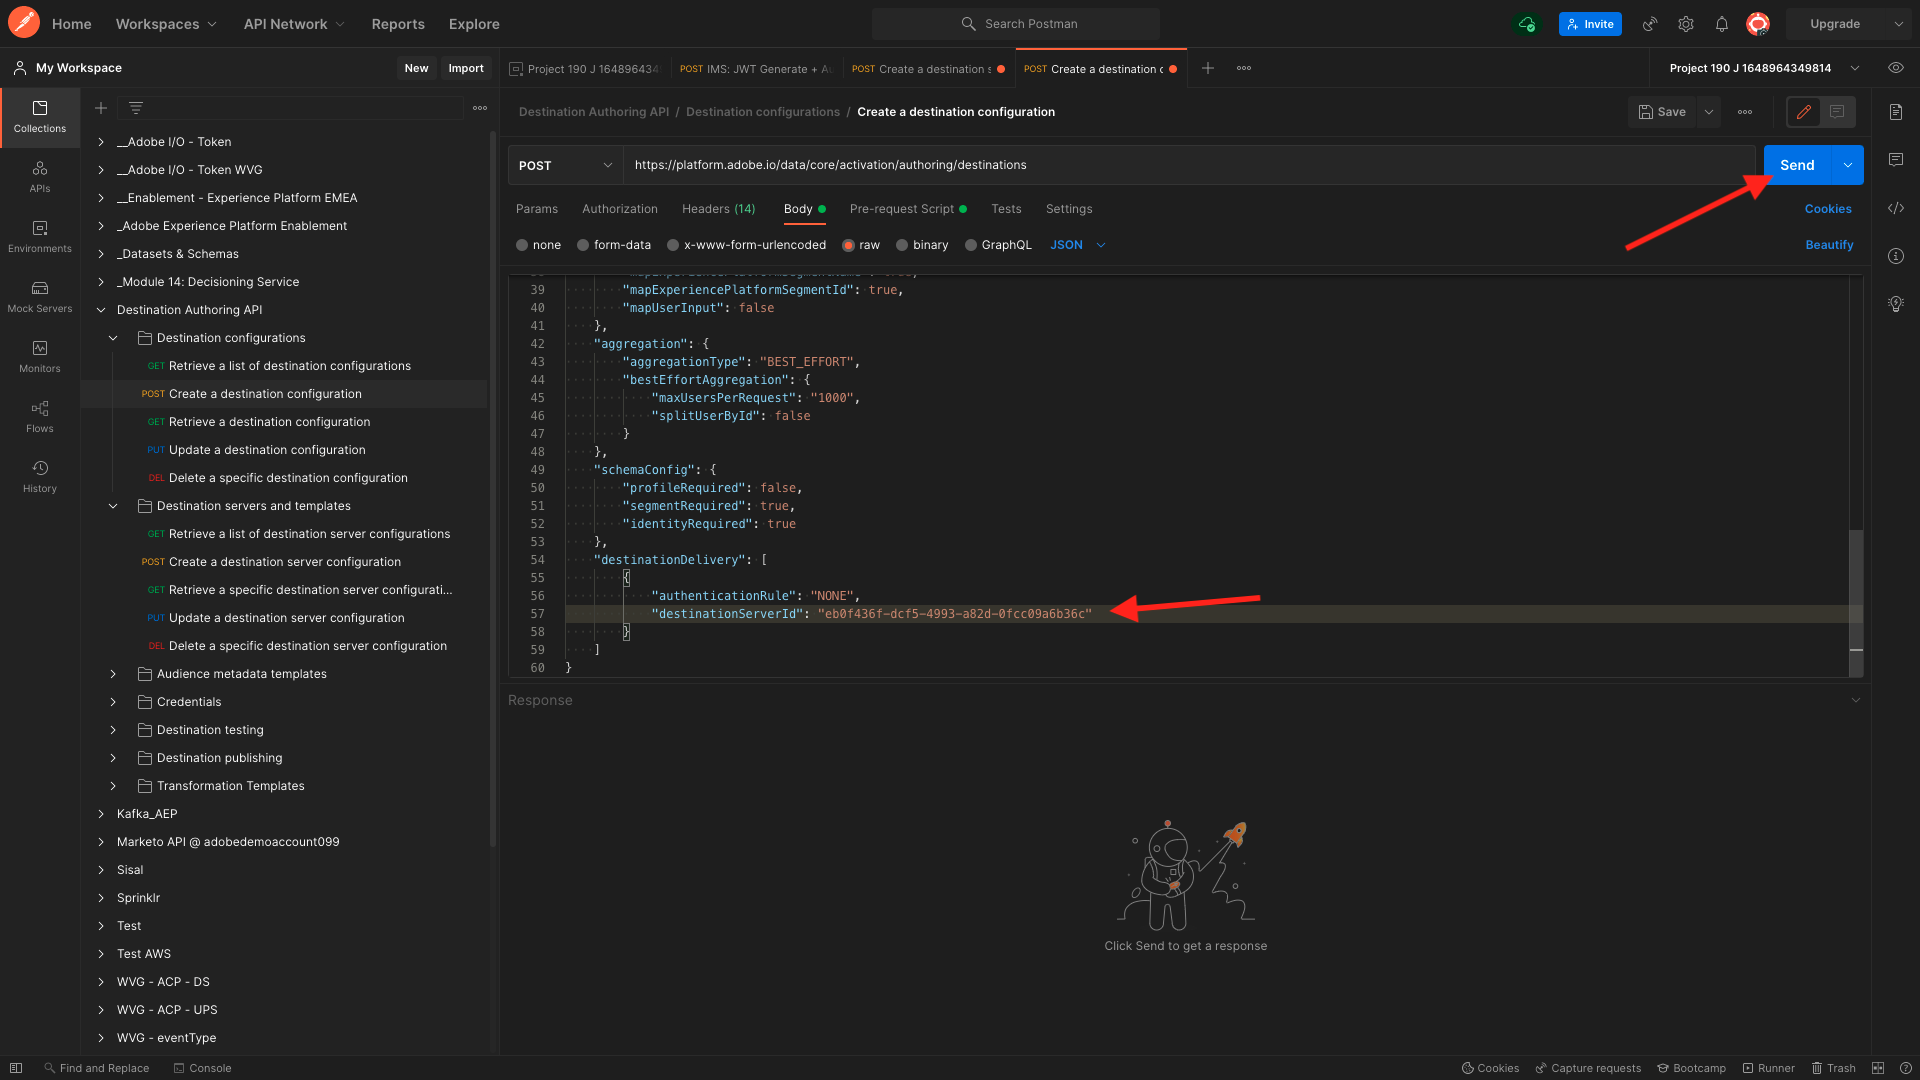 Home
Workspaces
API Network
Reports
Explore
Search Postman
Invite
Upgrade
My Workspace
New
Import
Project 190 J 164896434
POST IMS: JWT Generate + A
POST Create a destination s
POST Create a destination c
Project 190 J 1648964349814
Collections
APIs
Environments
Mock Servers
Monitors
Flows
History
__Adobe I/O - Token
__Adobe I/O - Token WVG
__Enablement - Experience Platform EMEA
_Adobe Experience Platform Enablement
_Datasets & Schemas
_Module 14: Decisioning Service
Destination Authoring API
Destination configurations
GET Retrieve a list of destination configurations
POST Create a destination configuration
GET Retrieve a destination configuration
PUT Update a destination configuration
DEL Delete a specific destination configuration
Destination servers and templates
GET Retrieve a list of destination server configurations
POST Create a destination server configuration
GET Retrieve a specific destination server configurati...
PUT Update a destination server configuration
DEL Delete a specific destination server configuration
Audience metadata templates
Credentials
Destination testing
Destination publishing
Transformation Templates
Kafka_AEP
Marketo API @ adobedemoaccount099
Sisal
Sprinklr
Test
Test AWS
WVG - ACP - DS
WVG - ACP - UPS
WVG - eventType
Destination Authoring API / Destination configurations / Create a destination configuration
Save
POST
https://platform.adobe.io/data/core/activation/authoring/destinations
Send
Params
Authorization
Headers (14)
Body
Pre-request Script
Tests
Settings
Cookies
none
form-data
x-www-form-urlencoded
raw
binary
GraphQL
JSON
Beautify
39 "mapExperiencePlatformSegmentId": true,
40 "mapUserInput": false
41 },
42 "aggregation": {
43 "aggregationType": "BEST_EFFORT",
44 "bestEffortAggregation": {
45 "maxUsersPerRequest": "1000",
46 "splitUserById": false
47 }
48 },
49 "schemaConfig": {
50 "profileRequired": false,
51 "segmentRequired": true,
52 "identityRequired": true
53 },
54 "destinationDelivery": [
55 {
56 "authenticationRule": "NONE",
57 "destinationServerId": "eb0f436f-dcf5-4993-a82d-0fcc09a6b36c"
58 }
59 ]
60 }
Response
Click Send to get a response
Find and Replace
Console
Cookies
Capture requests
Bootcamp
Runner
Trash